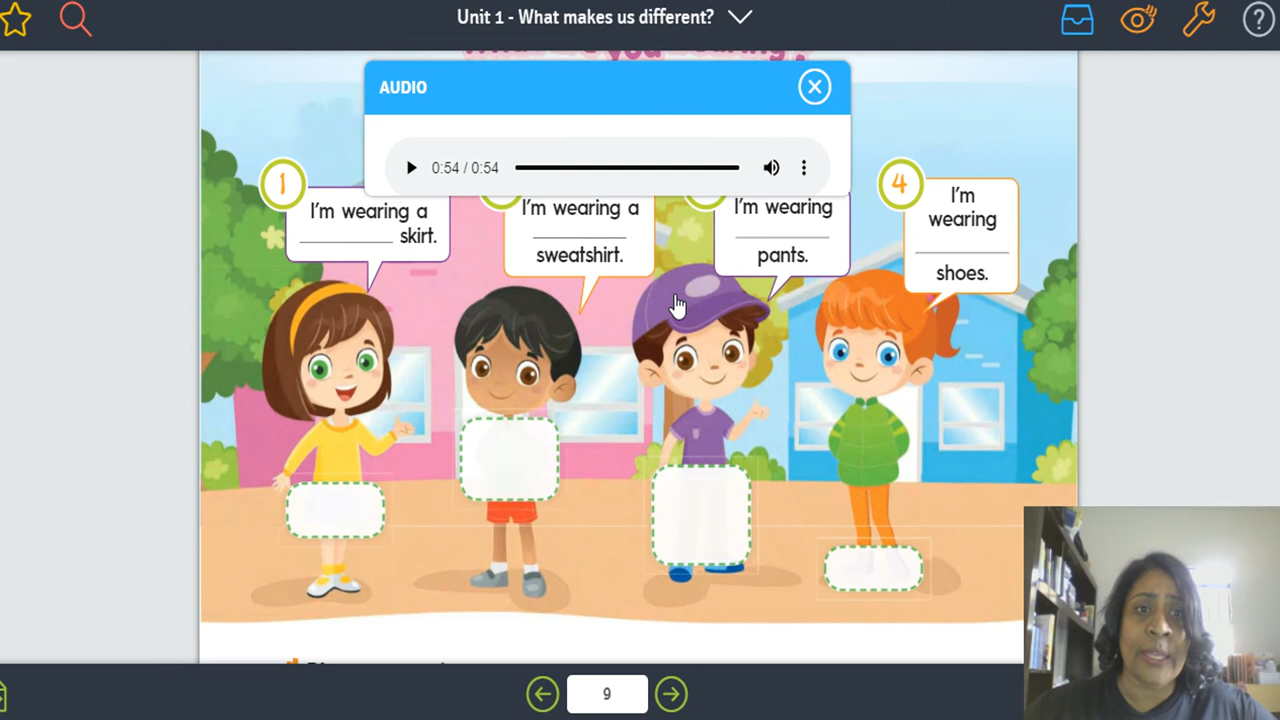 Unit 1 - What makes us different?
AUDIO
0:54 / 0:54
1
I'm wearing a
skirt.
I'm wearing a
sweatshirt.
I'm wearing
pants.
4
I'm
wearing
shoes.
9